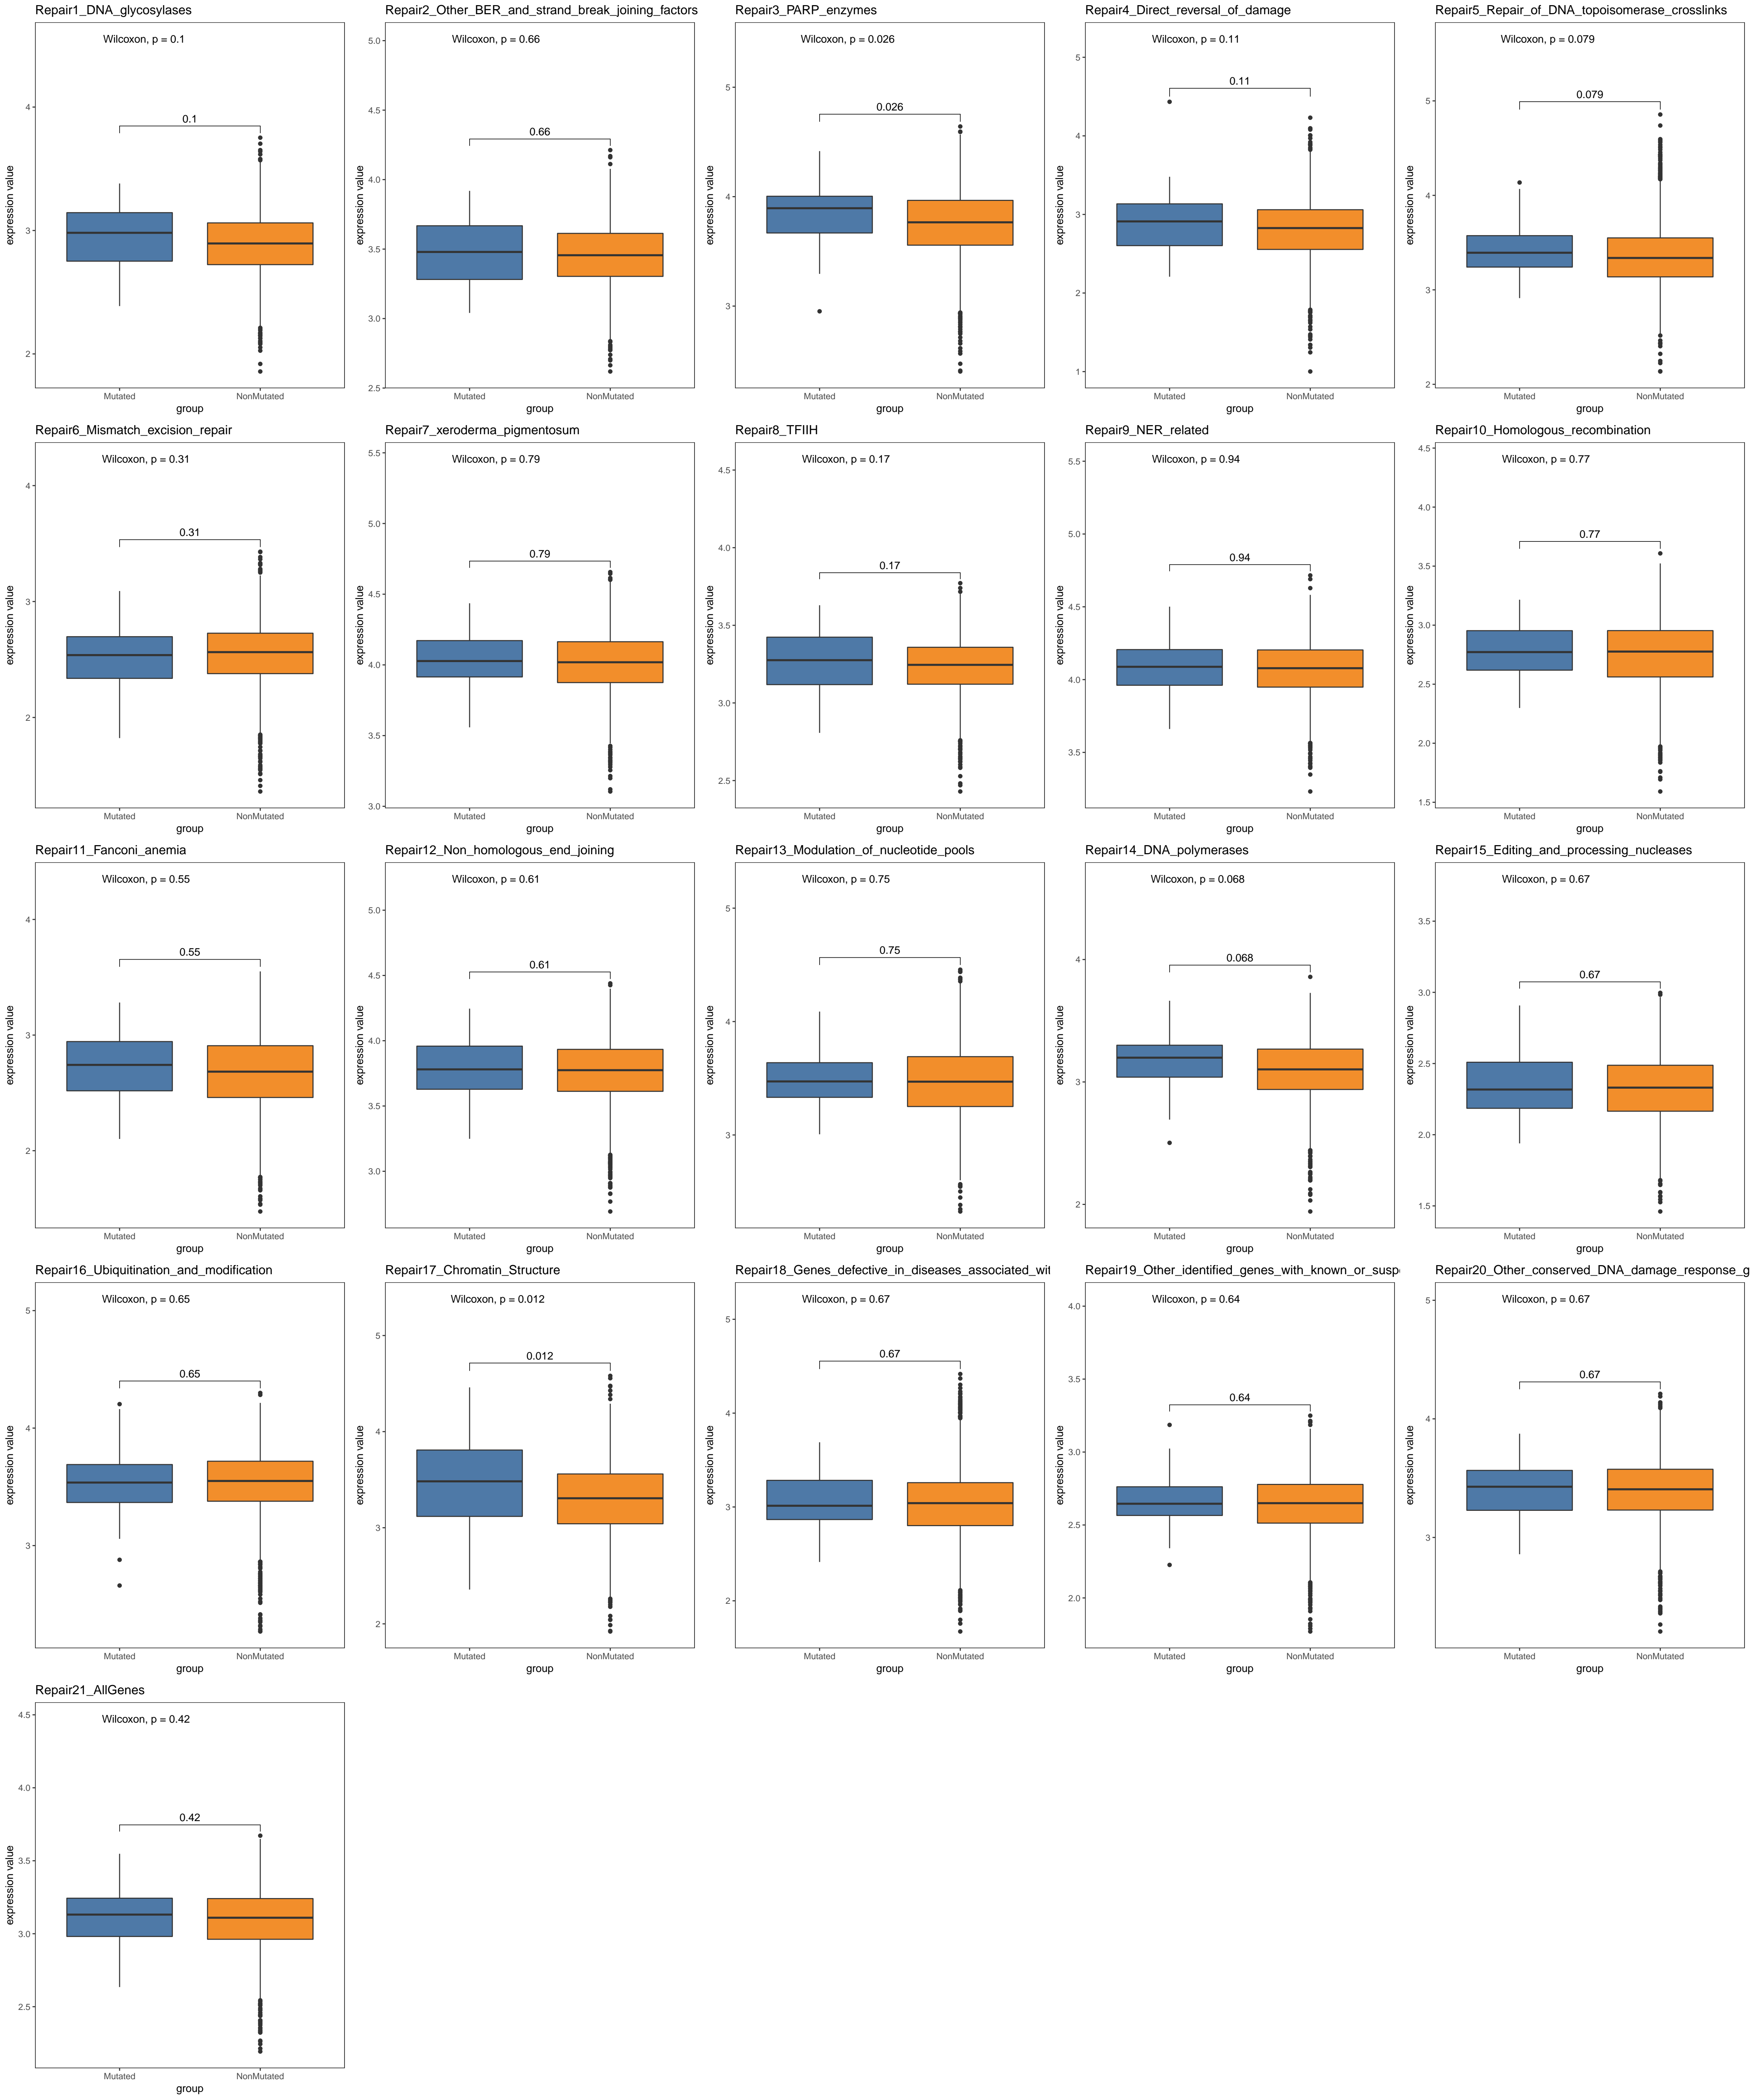 Repair1_DNA_glycosylases
Wilcoxon, p = 0.1
0.1
4
3
2
expression value
Mutated NonMutated
group
Repair2_Other_BER_and_strand_break_joining_factors
Wilcoxon, p = 0.66
0.66
5.0
4.5
4.0
3.5
3.0
2.5
expression value
Mutated NonMutated
group
Repair3_PARP_enzymes
Wilcoxon, p = 0.026
0.026
5
4
3
expression value
Mutated NonMutated
group
Repair4_Direct_reversal_of_damage
Wilcoxon, p = 0.11
0.11
5
4
3
2
1
expression value
Mutated NonMutated
group
Repair5_Repair_of_DNA_topoisomerase_crosslinks
Wilcoxon, p = 0.079
0.079
5
4
3
2
expression value
Mutated NonMutated
group
Repair6_Mismatch_excision_repair
Wilcoxon, p = 0.31
0.31
4
3
2
expression value
Mutated NonMutated
group
Repair7_xeroderma_pigmentosum
Wilcoxon, p = 0.79
0.79
5.5
5.0
4.5
4.0
3.5
3.0
expression value
Mutated NonMutated
group
Repair8_TFIIH
Wilcoxon, p = 0.17
0.17
4.5
4.0
3.5
3.0
2.5
expression value
Mutated NonMutated
group
Repair9_NER_related
Wilcoxon, p = 0.94
0.94
5.5
5.0
4.5
4.0
3.5
expression value
Mutated NonMutated
group
Repair10_Homologous_recombination
Wilcoxon, p = 0.77
0.77
4.5
4.0
3.5
3.0
2.5
2.0
1.5
expression value
Mutated NonMutated
group
Repair11_Fanconi_anemia
Wilcoxon, p = 0.55
0.55
4
3
2
expression value
Mutated NonMutated
group
Repair12_Non_homologous_end_joining
Wilcoxon, p = 0.61
0.61
5.0
4.5
4.0
3.5
3.0
expression value
Mutated NonMutated
group
Repair13_Modulation_of_nucleotide_pools
Wilcoxon, p = 0.75
0.75
5
4
3
expression value
Mutated NonMutated
group
Repair14_DNA_polymerases
Wilcoxon, p = 0.068
0.068
4
3
2
expression value
Mutated NonMutated
group
Repair15_Editing_and_processing_nucleases
Wilcoxon, p = 0.67
0.67
3.5
3.0
2.5
2.0
1.5
expression value
Mutated NonMutated
group
Repair16_Ubiquitination_and_modification
Wilcoxon, p = 0.65
0.65
5
4
3
expression value
Mutated NonMutated
group
Repair17_Chromatin_Structure
Wilcoxon, p = 0.012
0.012
5
4
3
2
expression value
Mutated NonMutated
group
Repair18_Genes_defective_in_diseases_associated_wit
Wilcoxon, p = 0.67
0.67
5
4
3
2
expression value
Mutated NonMutated
group
Repair19_Other_identified_genes_with_known_or_susp
Wilcoxon, p = 0.64
0.64
4.0
3.5
3.0
2.5
2.0
expression value
Mutated NonMutated
group
Repair20_Other_conserved_DNA_damage_response_g
Wilcoxon, p = 0.67
0.67
5
4
3
expression value
Mutated NonMutated
group
Repair21_AllGenes
Wilcoxon, p = 0.42
0.42
4.5
4.0
3.5
3.0
2.5
expression value
Mutated NonMutated
group